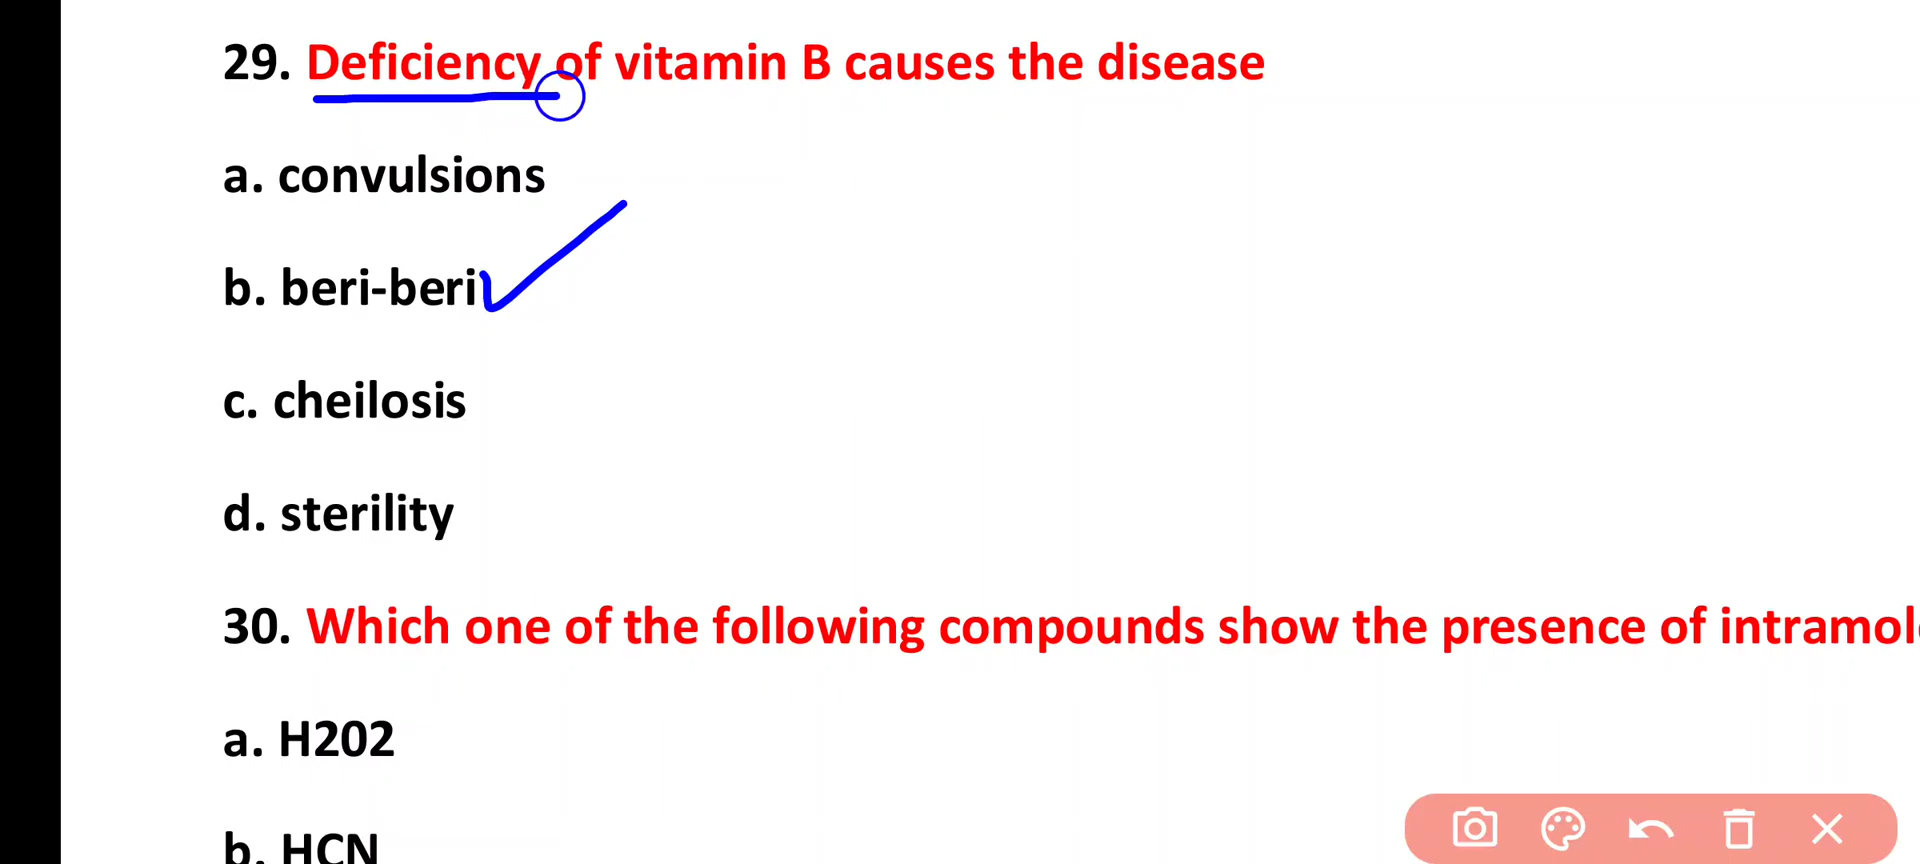 29. Deficiency of vitamin B causes the disease
a. convulsions
b. beri-beri
c. cheilosis
d. sterility
30. Which one of the following compounds show the presence of
a. H202
b. HCN